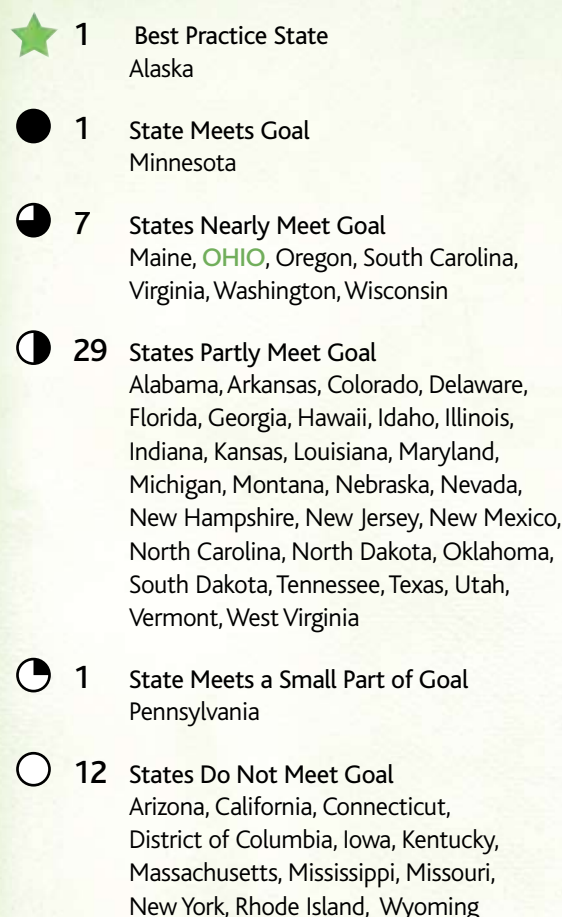 1 Best Practice State
Alaska
1 State Meets Goal
Minnesota
7 States Nearly Meet Goal
Maine, OHIO, Oregon, South Carolina,
Virginia, Washington, Wisconsin
29 States Partly Meet Goal
Alabama, Arkansas, Colorado, Delaware,
Florida, Georgia, Hawaii, Idaho, Illinois,
Indiana, Kansas, Louisiana, Maryland,
Michigan, Montana, Nebraska, Nevada,
New Hampshire, New Jersey, New Mexico,
North Carolina, North Dakota, Oklahoma,
South Dakota, Tennessee, Texas, Utah,
Vermont, West Virginia
1 State Meets a Small Part of Goal
Pennsylvania
12 States Do Not Meet Goal
Arizona, California, Connecticut,
District of Columbia, Iowa, Kentucky,
Massachusetts, Mississippi, Missouri,
New York, Rhode Island, Wyoming